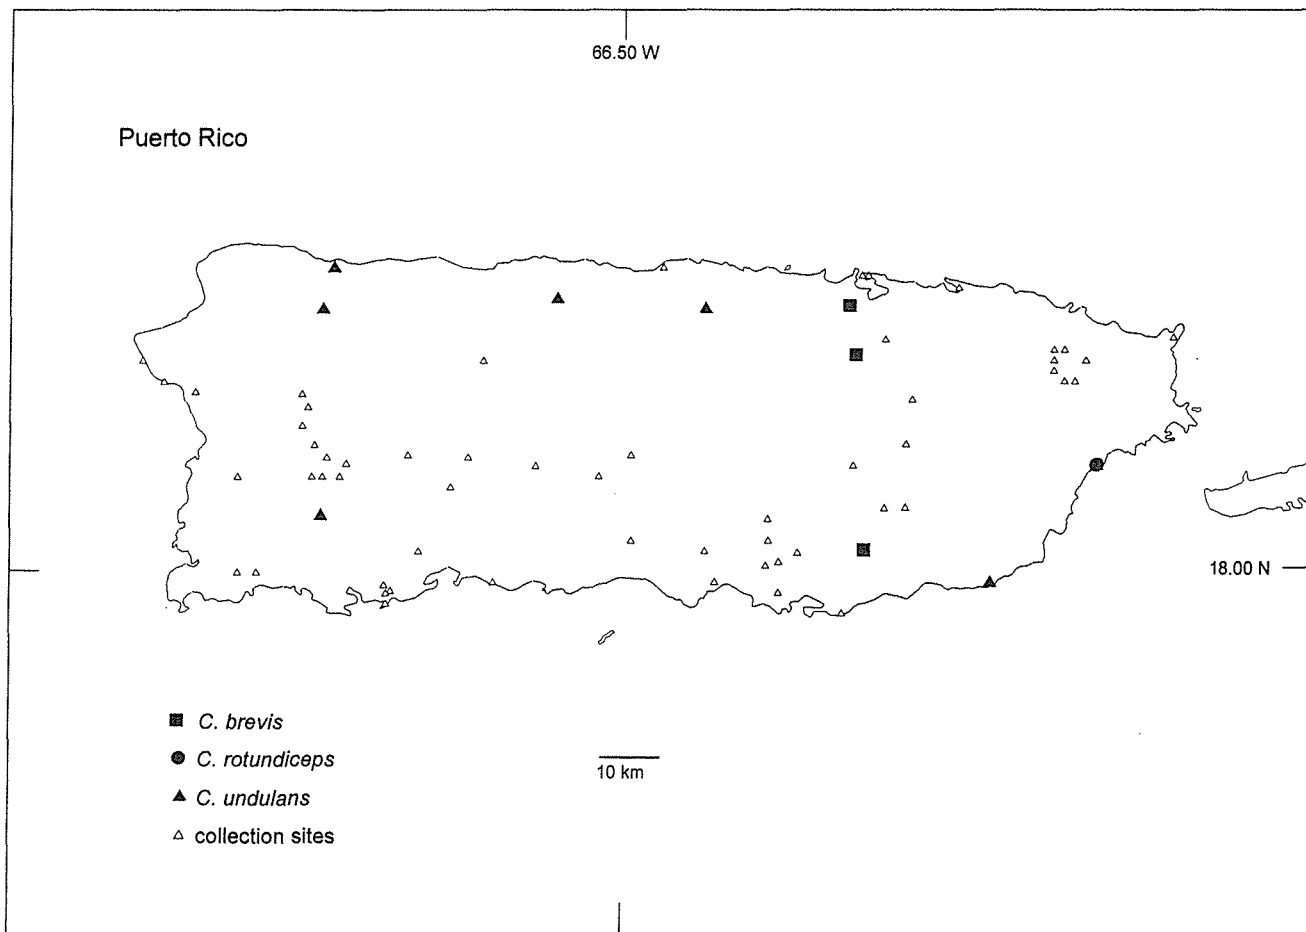 66.50 W
Puerto Rico
18.00 N
C. brevis
C. rotundiceps
10 km
C. undulans
collection sites